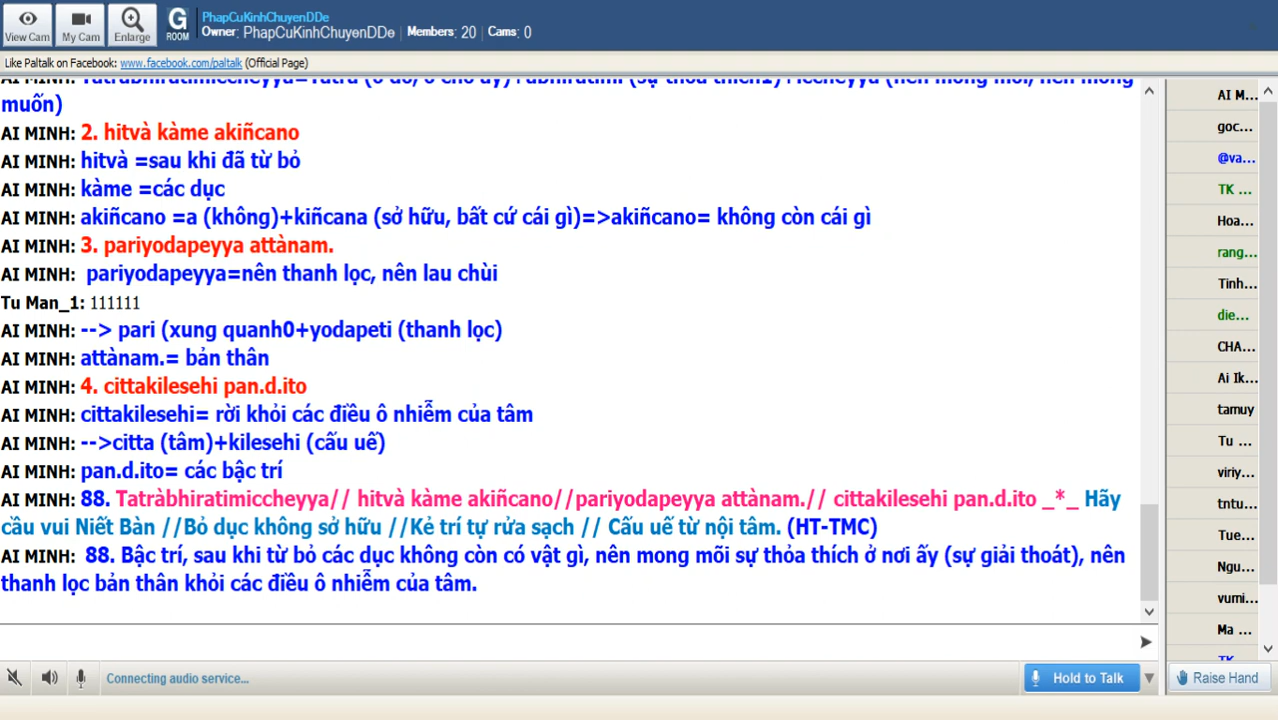 View Cam
My Cam
Enlarge
G
ROOM
PhapCuKinhChuyenDDe
Owner: PhapCuKinhChuyenDDe Members: 20 Cams: 0
Like Paltalk on Facebook: www.facebook.com/paltalk (Official Page)
muốn)
AI MINH: 2. hitvà kàme akiñcano
AI MINH: hitvà =sau khi đã từ bỏ
AI MINH: kàme =các dục
AI MINH: akiñcano =a (không)+kiñcana (sở hữu, bất cứ cái gì)=>akiñcano= không còn cái gì
AI MINH: 3. pariyodapeyya attànam.
AI MINH: pariyodapeyya=nên thanh lọc, nên lau chùi
Tu Man_1: 111111
AI MINH: --> pari (xung quanh0+yodapeti (thanh lọc)
AI MINH: attànam.= bản thân
AI MINH: 4. cittakilesehi pan.d.ito
AI MINH: cittakilesehi= rời khỏi các điều ô nhiễm của tâm
AI MINH: -->citta (tâm)+kilesehi (cấu uế)
AI MINH: pan.d.ito= các bậc trí
AI MINH: 88. Tatràbhiratimiccheyya// hitvà kàme akiñcano//pariyodapeyya attànam.// cittakilesehi pan.d.ito _*_ Hãy
cầu vui Niết Bàn //Bỏ dục không sở hữu //Kẻ trí tự rửa sạch // Cấu uế từ nội tâm. (HT-TMC)
AI MINH: 88. Bậc trí, sau khi từ bỏ các dục không còn có vật gì, nên mong mõi sự thỏa thích ở nơi ấy (sự giải thoát), nên
thanh lọc bản thân khỏi các điều ô nhiễm của tâm.
AI M...
goc...
@va...
TK ...
Hoa...
rang...
Tinh...
die...
CHA...
Ai Ik...
tamuy
Tu ...
viriy...
tntu...
Tue...
Ngu...
vumi...
Ma ...
Connecting audio service...
Hold to Talk
Raise Hand